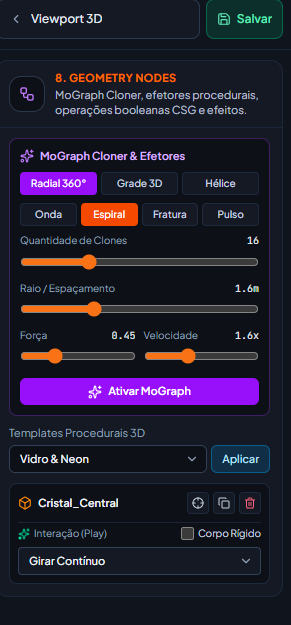 Viewport 3D
Salvar
8. GEOMETRY NODES
MoGraph Cloner, efetores procedurais,
operações booleanas CSG e efeitos.
MoGraph Cloner & Efetores
Radial 360° Grade 3D Hélice
Onda Espiral Fratura Pulso
Quantidade de Clones 16
Raio / Espaçamento 1.6m
Força 0.45 Velocidade 1.6x
Ativar MoGraph
Templates Procedurais 3D
Vidro & Neon Aplicar
Cristal_Central
Interação (Play) Corpo Rígido
Girar Contínuo